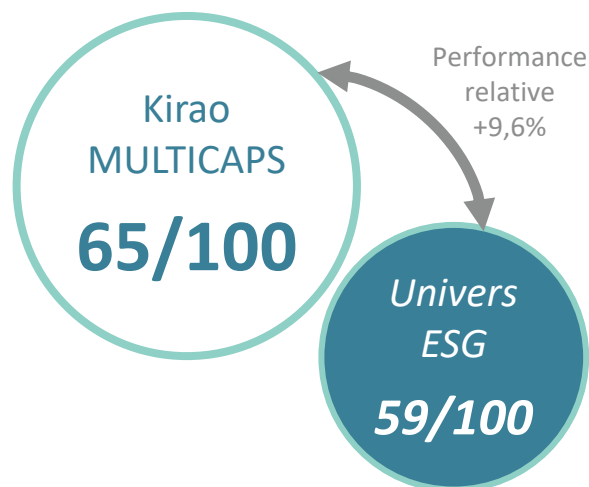 Kirao
MULTICAPS
65/100
Performance
relative
+9,6%
Univers
ESG
59/100